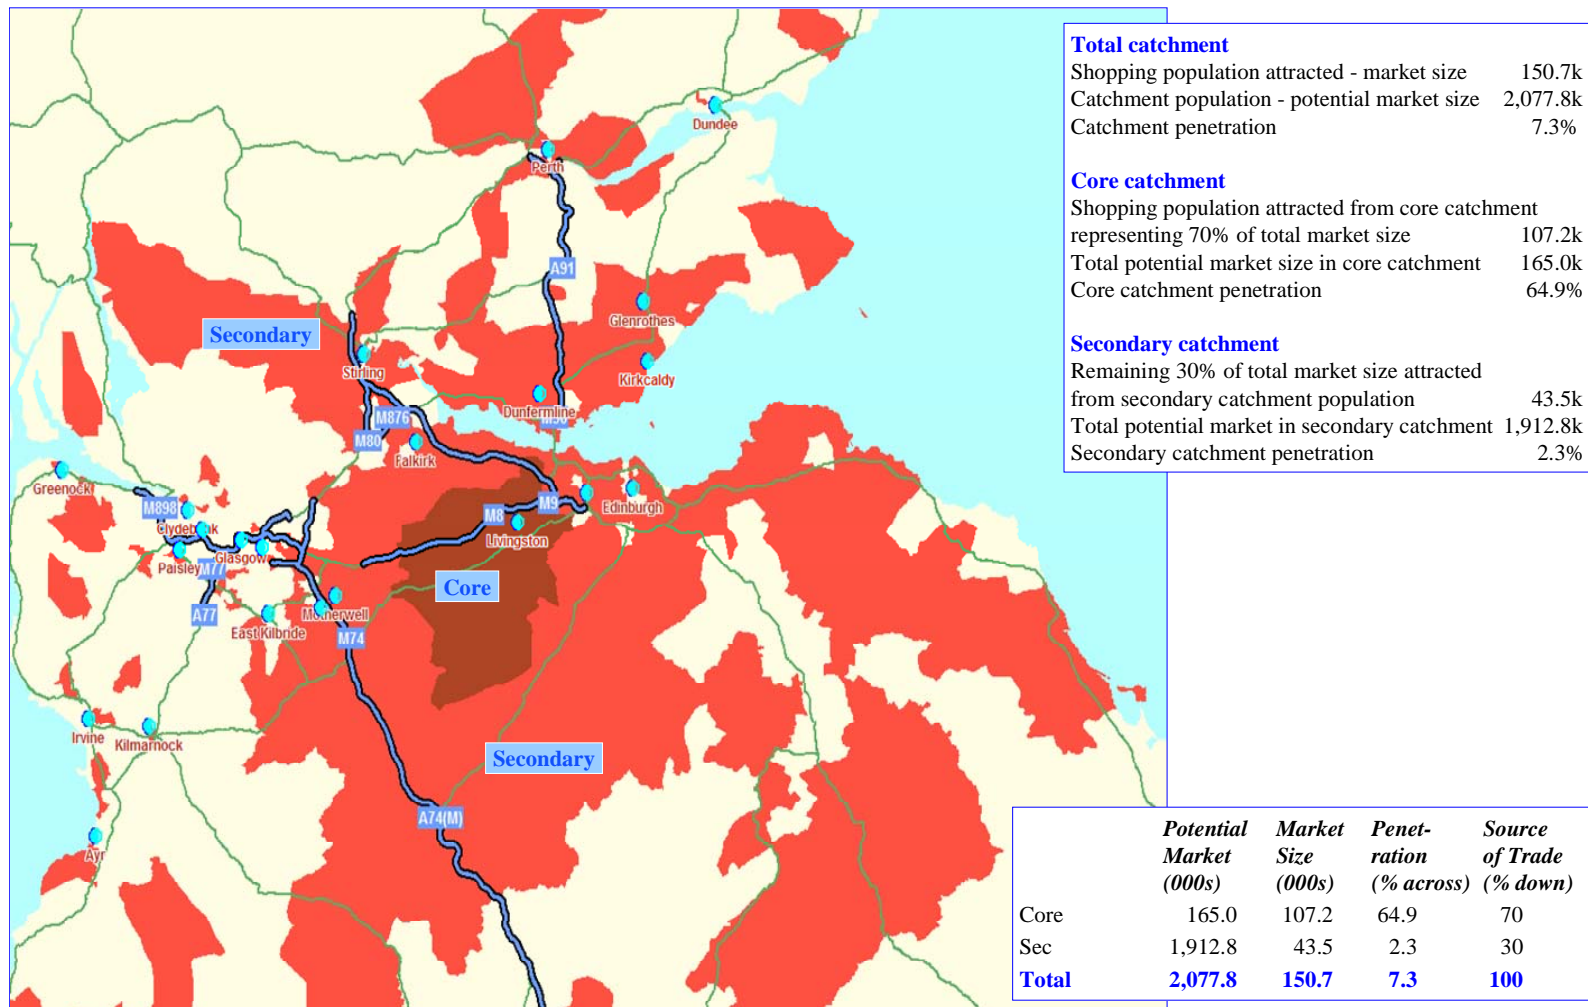 Total catchment
Shopping population attracted - market size 150.7k
Catchment population - potential market size 2,077.8k
Catchment penetration 7.3%
Core catchment
Shopping population attracted from core catchment
representing 70% of total market size 107.2k
Total potential market size in core catchment 165.0k
Core catchment penetration 64.9%
Secondary catchment
Remaining 30% of total market size attracted
from secondary catchment population 43.5k
Total potential market in secondary catchment 1,912.8k
Secondary catchment penetration 2.3%
Dundee
Perth
A91
Glenrothes
Secondary
Stirling
Kirkcaldy
Dunfermline
M876
M90
M80
Falkirk
Greenock
M898
M9
Edinburgh
M8
Clydebank
Livingston
Glasgow
Paisley
M77
Core
A77
Motherwell
East Kilbride
M74
Irvine
Kilmarnock
Secondary
A74(M)
Ayr
Potential Market Penet- Source
Market Size ration of Trade
(000s) (000s) (% across) (% down)
Core 165.0 107.2 64.9 70
Sec 1,912.8 43.5 2.3 30
Total 2,077.8 150.7 7.3 100